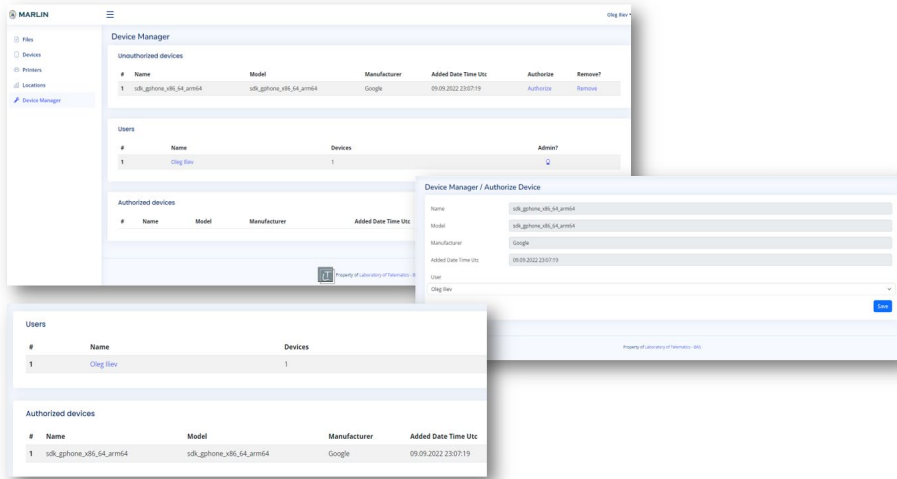 MARLIN
Oleg Iliev
Files
Devices
Printers
Locations
Device Manager
Device Manager
Unauthorized devices
# Name Model Manufacturer Added Date Time Utc Authorize Remove?
1 sdk_gphone_x86_64_arm64 sdk_gphone_x86_64_arm64 Google 09.09.2022 23:07:19 Authorize Remove
Users
# Name Devices Admin?
1 Oleg Iliev 1
Authorized devices
# Name Model Manufacturer Added Date Time Utc
Property of Laboratory of Telematics -
Device Manager / Authorize Device
Name sdk_gphone_x86_64_arm64
Model sdk_gphone_x86_64_arm64
Manufacturer Google
Added Date Time Utc 09.09.2022 23:07:19
User
Oleg Iliev
Save
Property of Laboratory of Telematics - BAS
Users
# Name Devices
1 Oleg Iliev 1
Authorized devices
# Name Model Manufacturer Added Date Time Utc
1 sdk_gphone_x86_64_arm64 sdk_gphone_x86_64_arm64 Google 09.09.2022 23:07:19